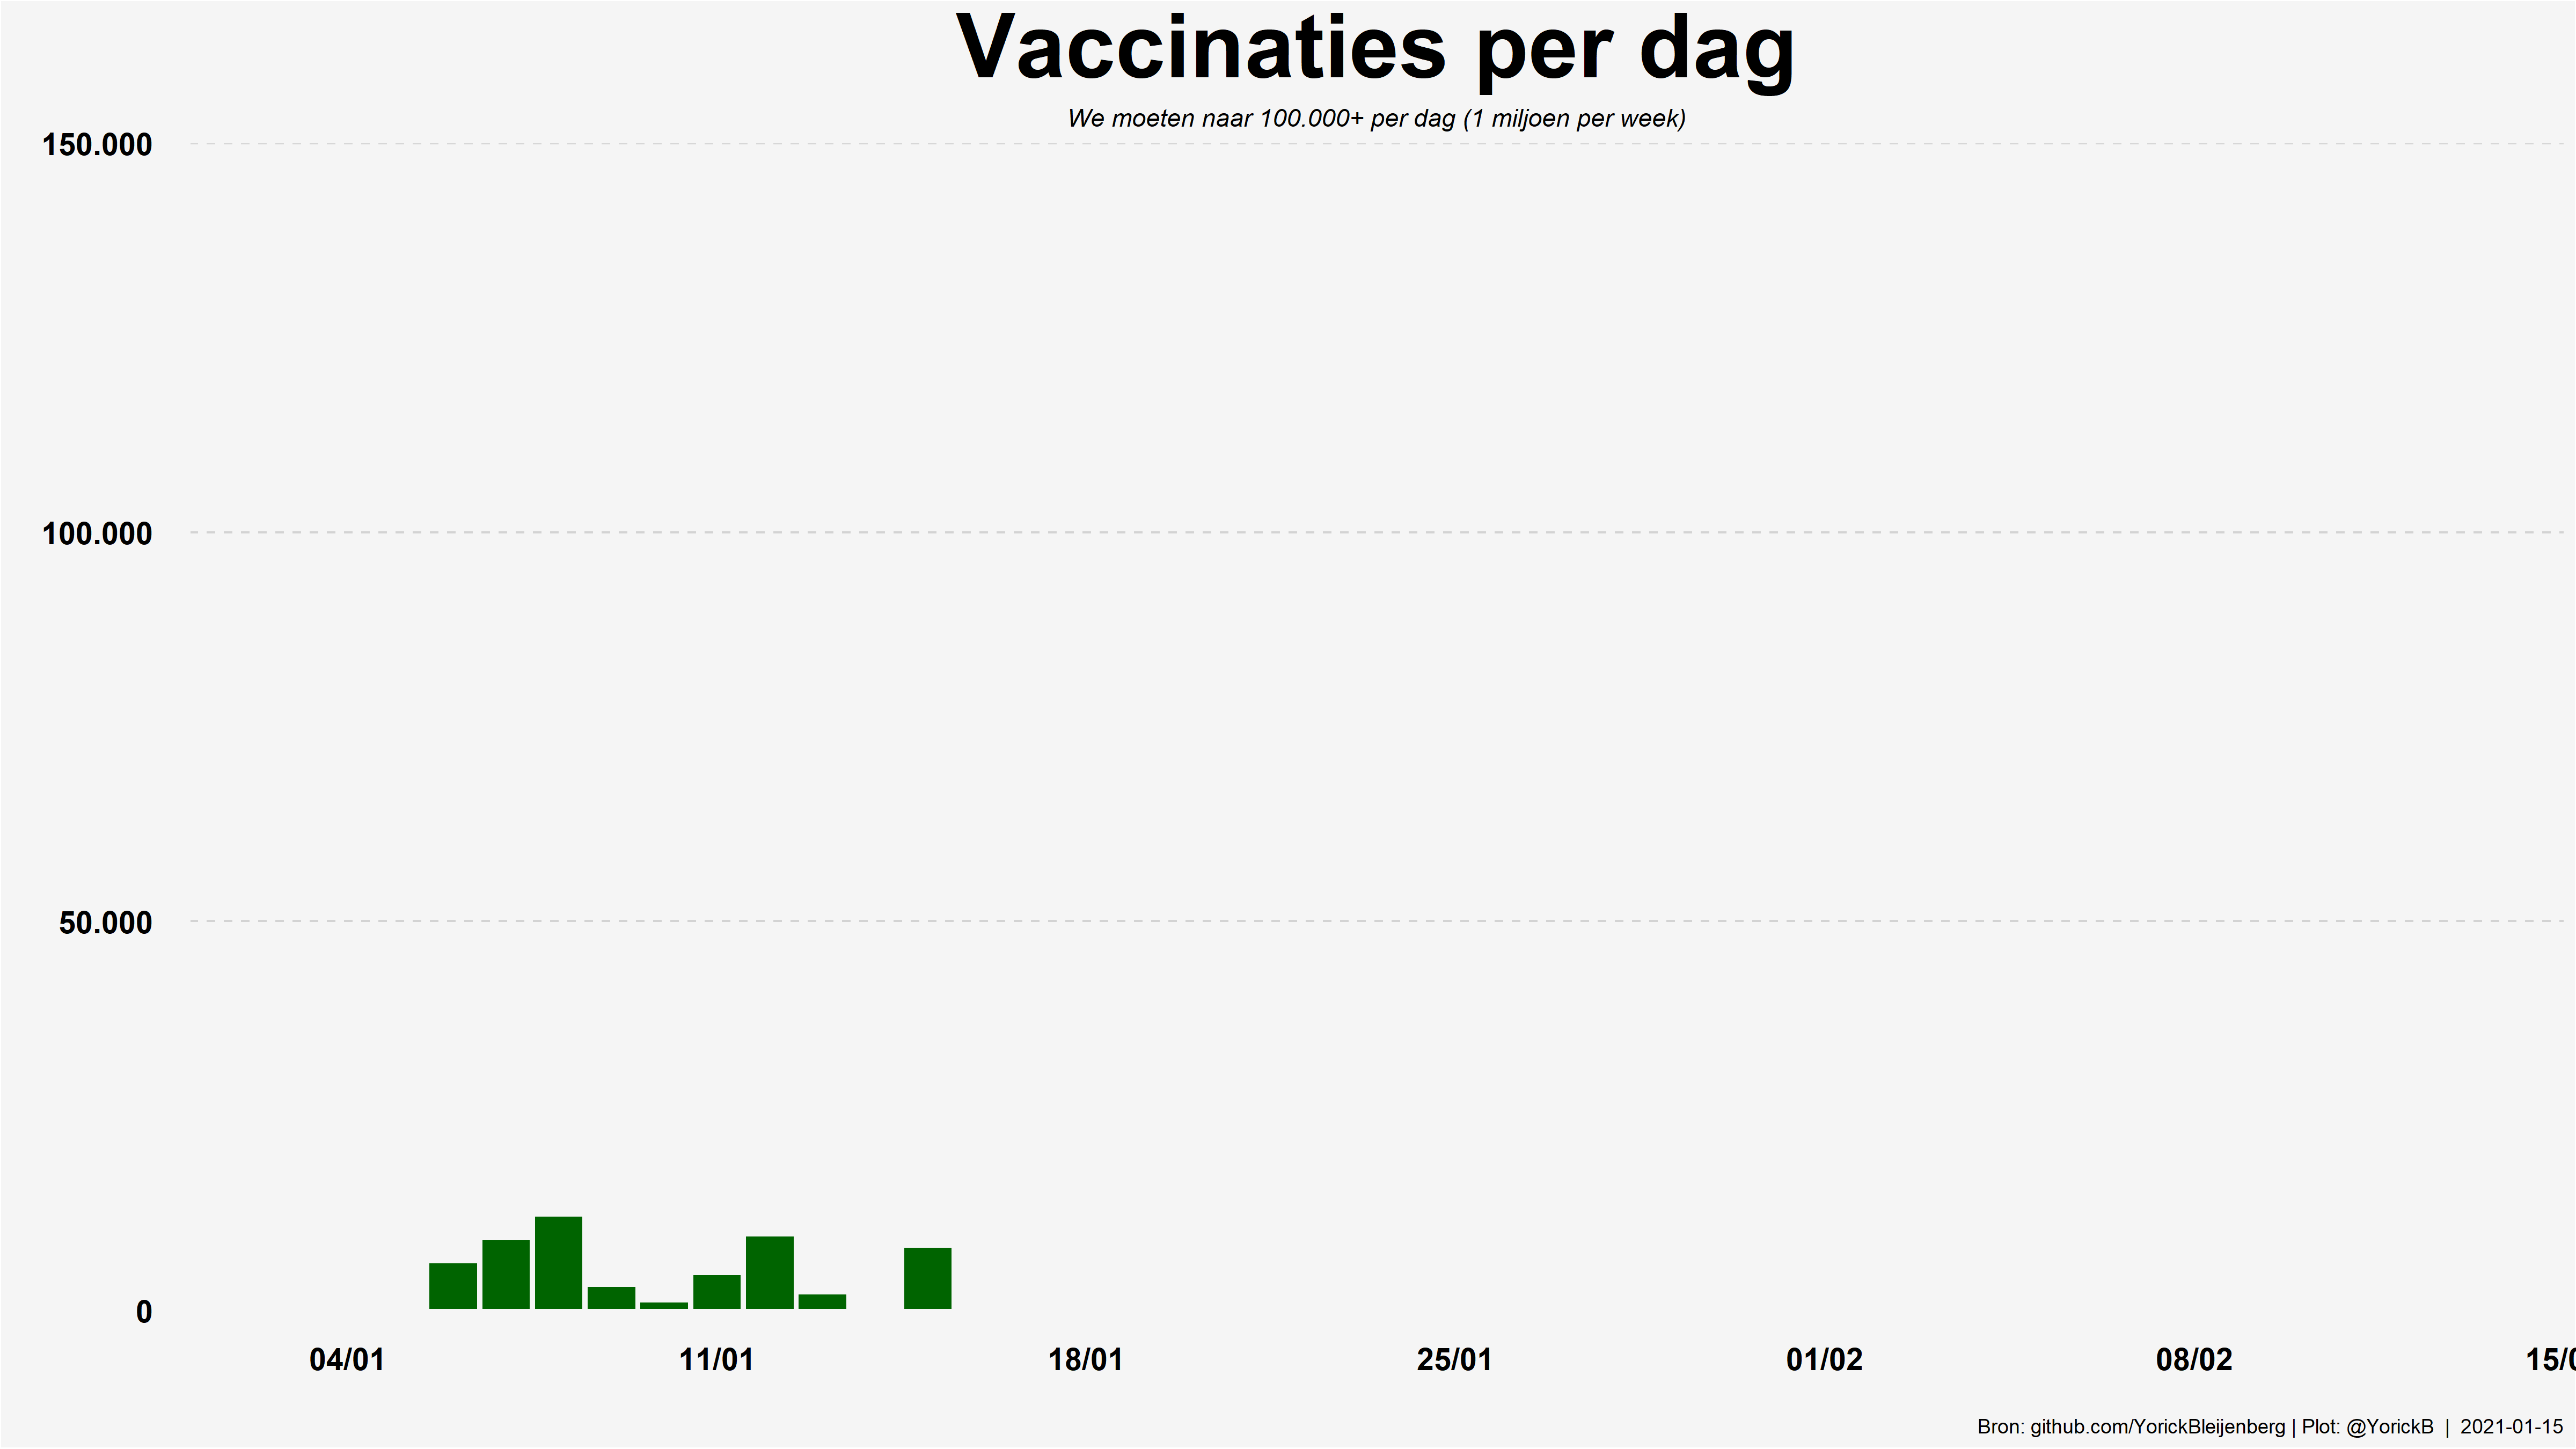 Vaccinaties per dag
We moeten naar 100.000+ per dag (1 miljoen per week)
150.000
100.000
50.000
0
04/01 11/01 18/01 25/01 01/02 08/02 15/0
Bron: github.com/YorickBleijenberg | Plot: @YorickB | 2021-01-15